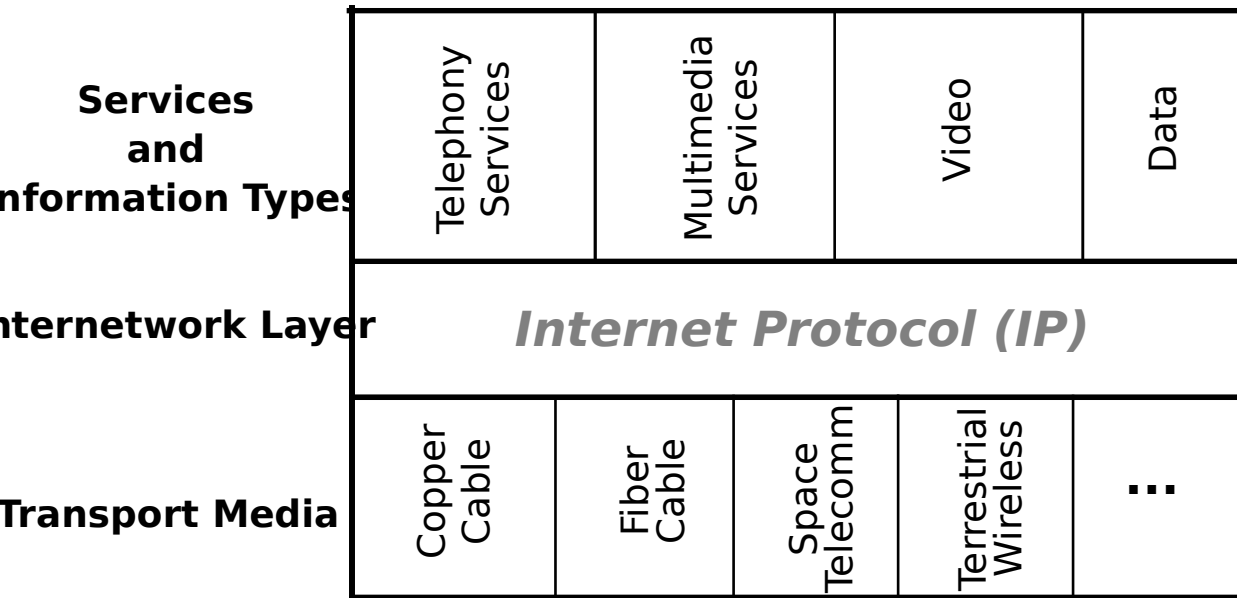 Services
and
nformation Types
Telephony
Services
Multimedia
Services
Video
Data
nternetwork Layer
Internet Protocol (IP)
Transport Media
Copper
Cable
Fiber
Cable
Space
Telecomm
Terrestrial
Wireless
...